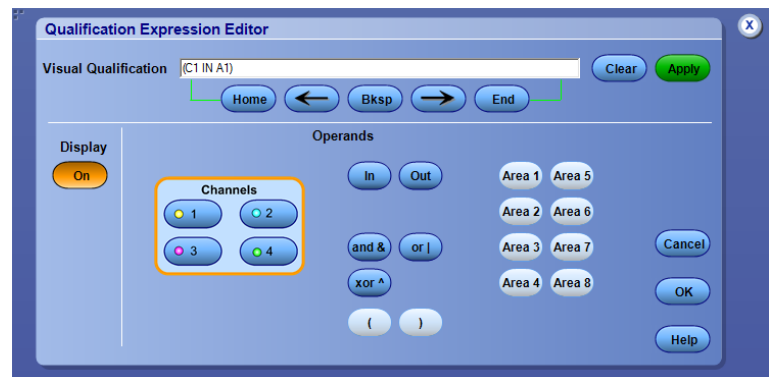 Qualification Expression Editor
X
Visual Qualification (C1 IN A1) Clear Apply
Home Bksp End
Display Operands
On
Channels
In Out Area 1 Area 5
1 2 Area 2 Area 6
3 4 and & or | Area 3 Area 7 Cancel
xor ^ Area 4 Area 8 OK
( )
Help